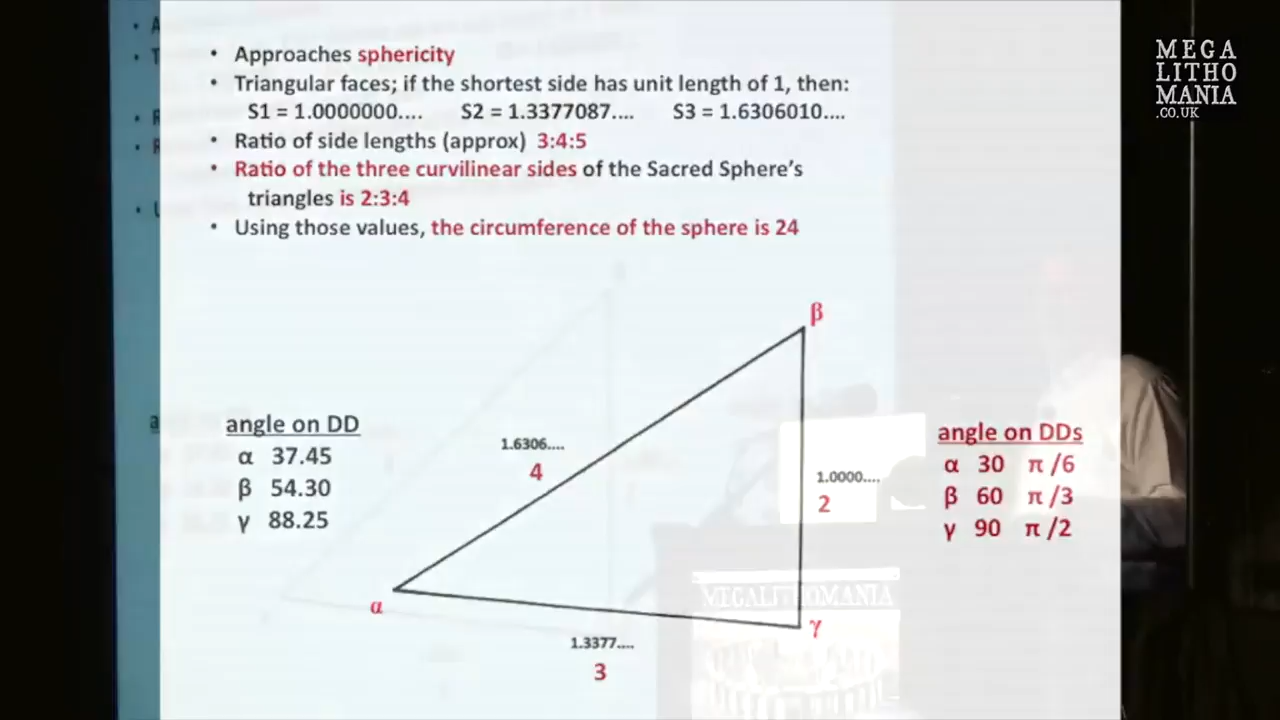 MEGA
LITHO
MANIA
.CO.UK
• Approaches sphericity
• Triangular faces; if the shortest side has unit length of 1, then:
S1 = 1.0000000.... S2 = 1.3377087.... S3 = 1.6306010....
• Ratio of side lengths (approx) 3:4:5
• Ratio of the three curvilinear sides of the Sacred Sphere's
triangles is 2:3:4
• Using those values, the circumference of the sphere is 24
β
angle on DD
α 37.45
β 54.30
γ 88.25
1.6306....
4
1.0000....
2
angle on DDs
α 30 π /6
β 60 π /3
γ 90 π /2
α
γ
1.3377....
3
MEGALITHOMANIA